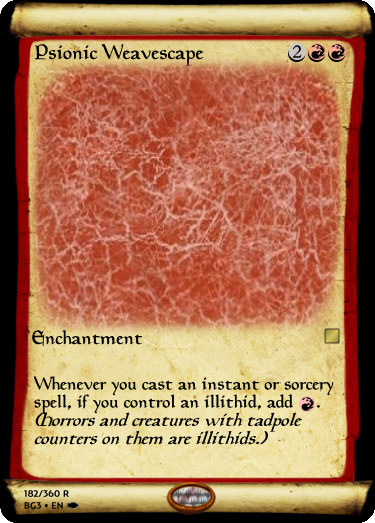 Psionic Weavescape 2
Enchantment
Whenever you cast an instant or sorcery
spell, if you control an illithid, add .
(horrors and creatures with tadpole
counters on them are illithids.)
182/360 R
BG3 • EN